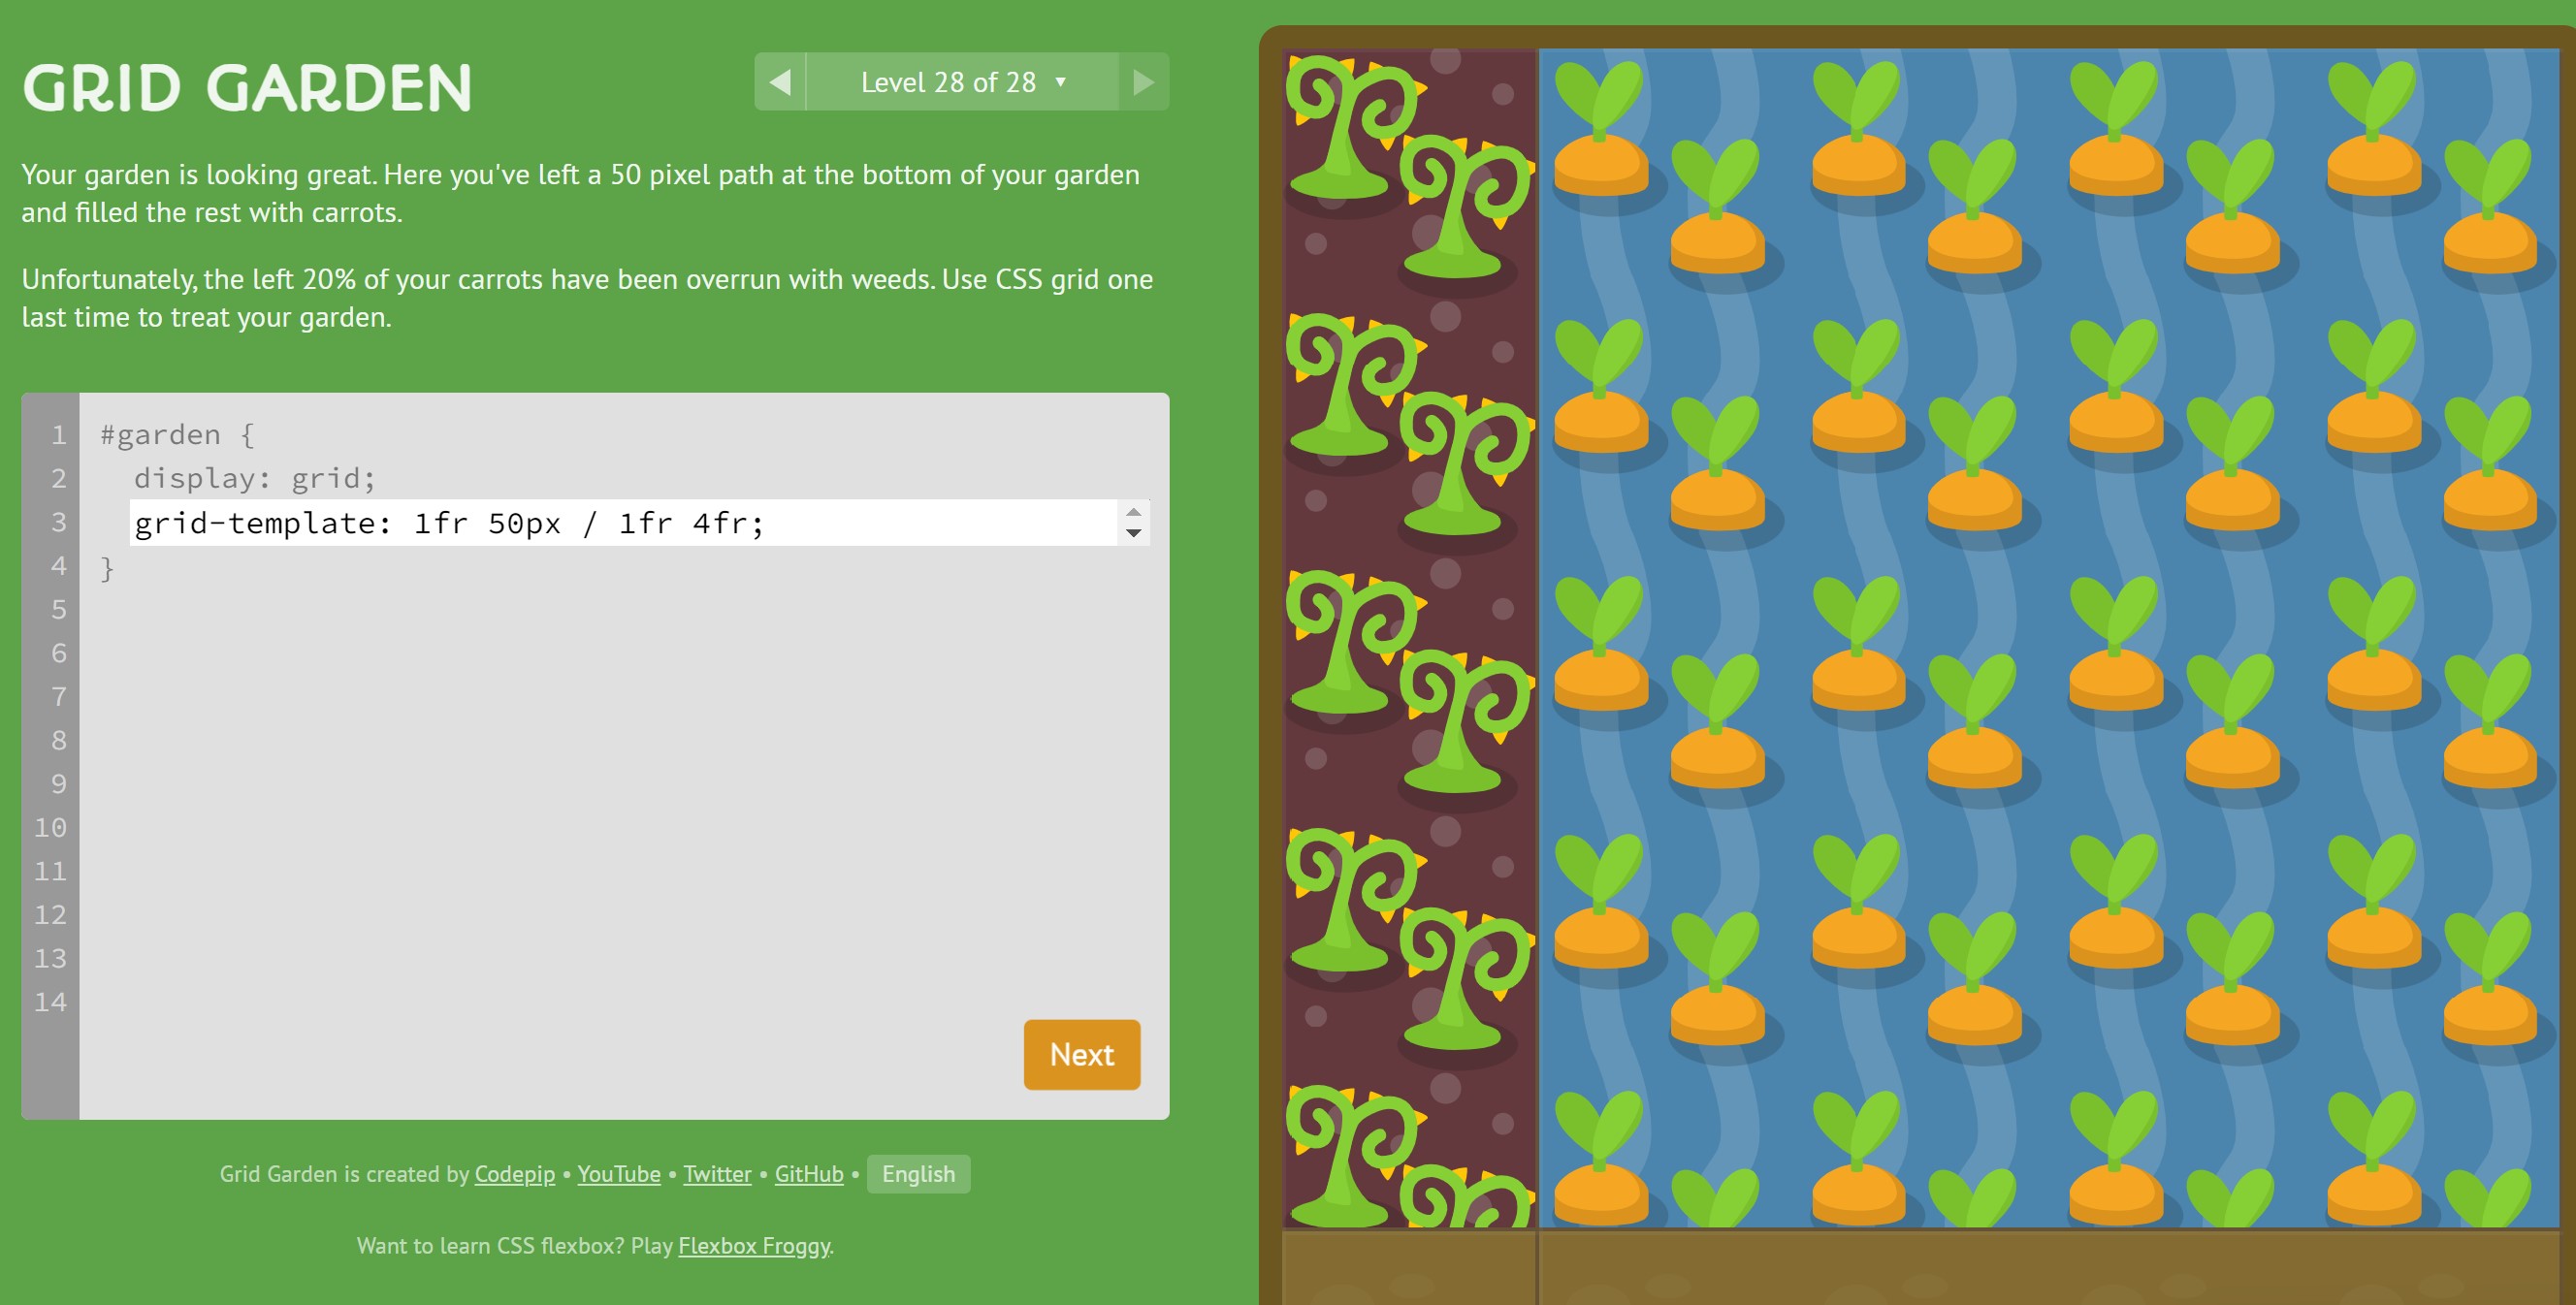 GRID GARDEN
Level 28 of 28
Your garden is looking great. Here you've left a 50 pixel path at the bottom of your garden
and filled the rest with carrots.
Unfortunately, the left 20% of your carrots have been overrun with weeds. Use CSS grid one
last time to treat your garden.
1 #garden {
2 display: grid;
3 grid-template: 1fr 50px / 1fr 4fr;
4 }
5
6
7
8
9
10
11
12
13
14
Next
Grid Garden is created by Codepip • YouTube • Twitter • GitHub • English
Want to learn CSS flexbox? Play Flexbox Froggy.